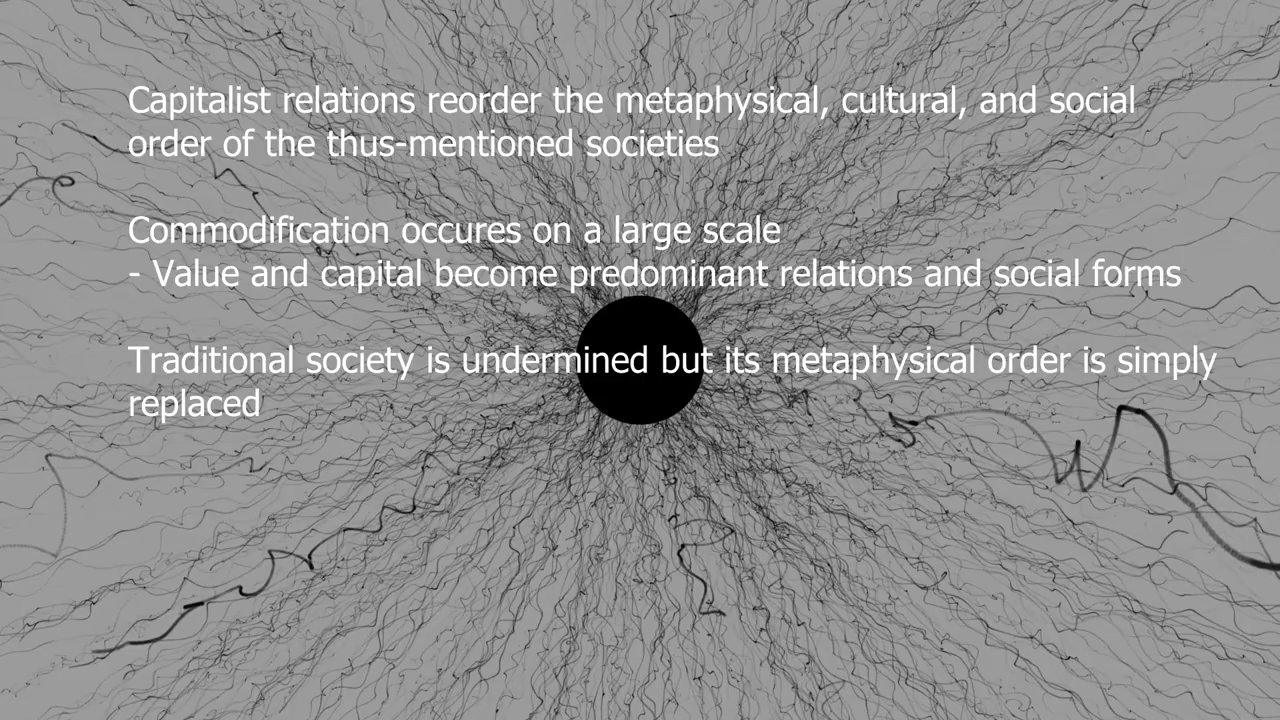 Capitalist relations reorder the metaphysical, cultural, and social
order of the thus-mentioned societies
Commodification occures on a large scale
- Value and capital become predominant relations and social forms
Traditional society is undermined but its metaphysical order is simply
replaced